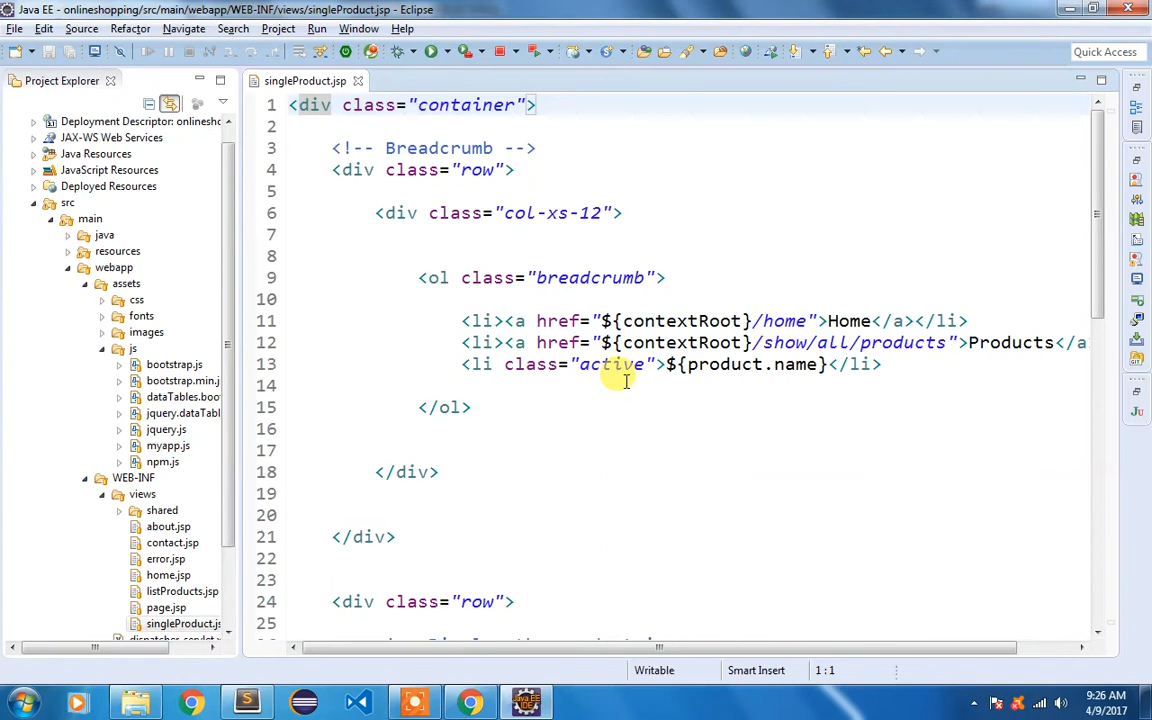 Java EE - onlineshopping/src/main/webapp/WEB-INF/views/singleProduct.jsp - Eclipse
File Edit Source Refactor Navigate Search Project Run Window Help
Quick Access
Project Explorer
singleProduct.jsp
Deployment Descriptor: onlinesho
JAX-WS Web Services
Java Resources
JavaScript Resources
Deployed Resources
src
main
java
resources
webapp
assets
css
fonts
images
js
bootstrap.js
bootstrap.min.j
dataTables.boo
jquery.dataTabl
jquery.js
myapp.js
npm.js
WEB-INF
views
shared
about.jsp
contact.jsp
error.jsp
home.jsp
listProducts.jsp
page.jsp
singleProduct.js
1 <div class="container">
2
3 <!-- Breadcrumb -->
4 <div class="row">
5
6 <div class="col-xs-12">
7
8
9 <ol class="breadcrumb">
10
11 <li><a href="${contextRoot}/home">Home</a></li>
12 <li><a href="${contextRoot}/show/all/products">Products</a
13 <li class="active">${product.name}</li>
14
15 </ol>
16
17
18 </div>
19
20
21 </div>
22
23
24 <div class="row">
25
Writable
Smart Insert
1 : 1
9:26 AM
4/9/2017